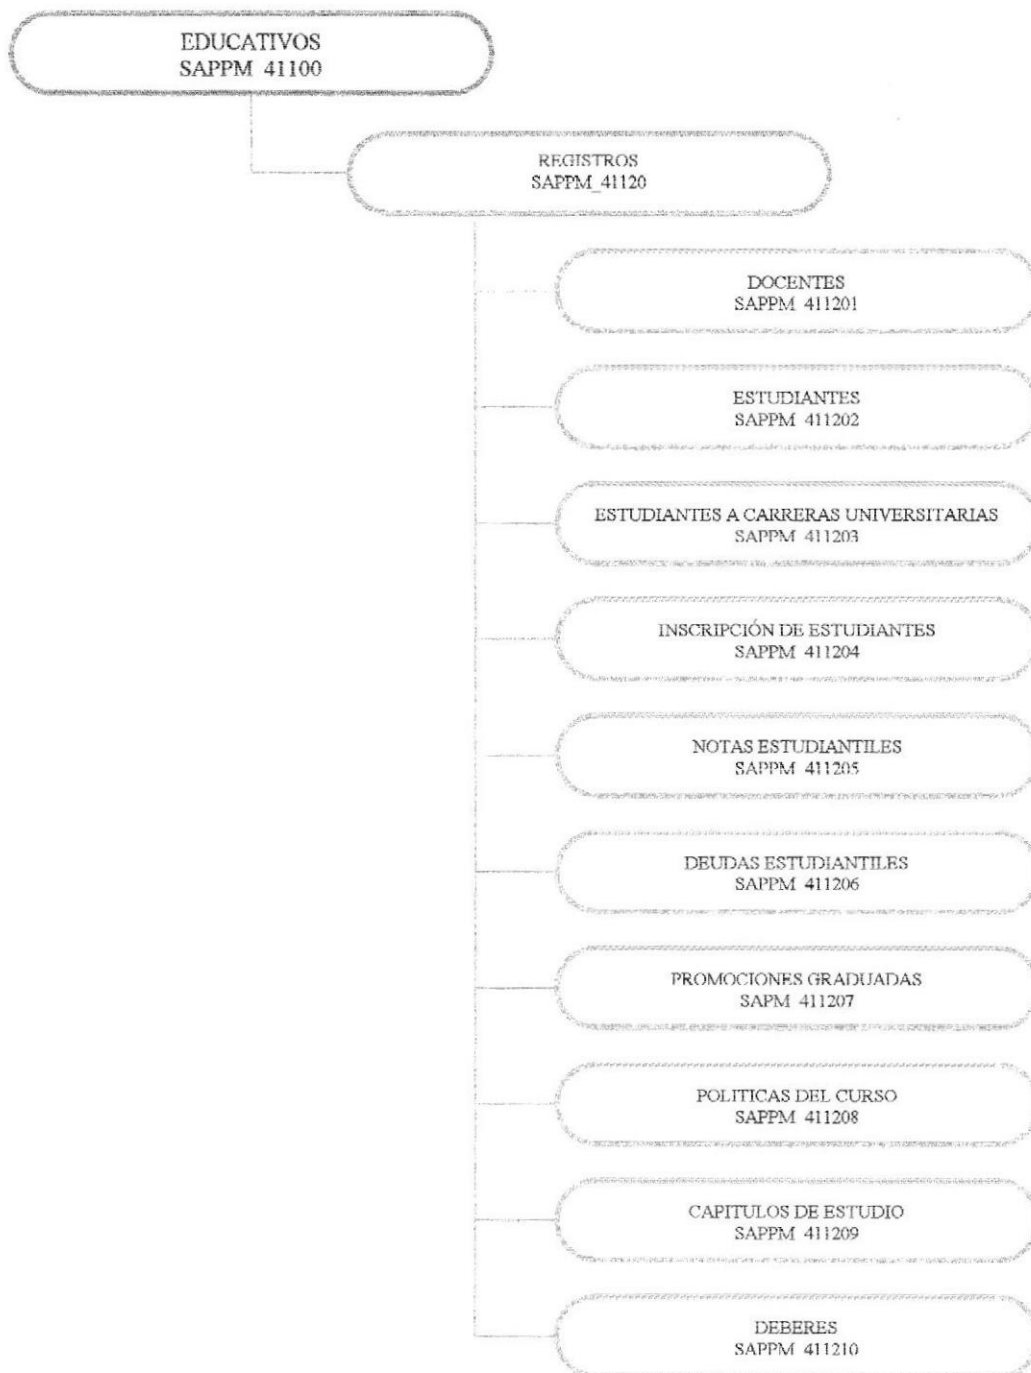 EDUCATIVOS
SAPPM 41100
REGISTROS
SAPPM_41120
DOCENTES
SAPPM 411201
ESTUDIANTES
SAPPM 411202
ESTUDIANTES A CARRERAS UNIVERSITARIAS
SAPPM 411203
INSCRIPCIÓN DE ESTUDIANTES
SAPPM 411204
NOTAS ESTUDIANTILES
SAPPM 411205
DEUDAS ESTUDIANTILES
SAPPM 411206
PROMOCIONES GRADUADAS
SAPM 411207
POLITICAS DEL CURSO
SAPPM 411208
CAPITULOS DE ESTUDIO
SAPPM 411209
DEBERES
SAPPM 411210